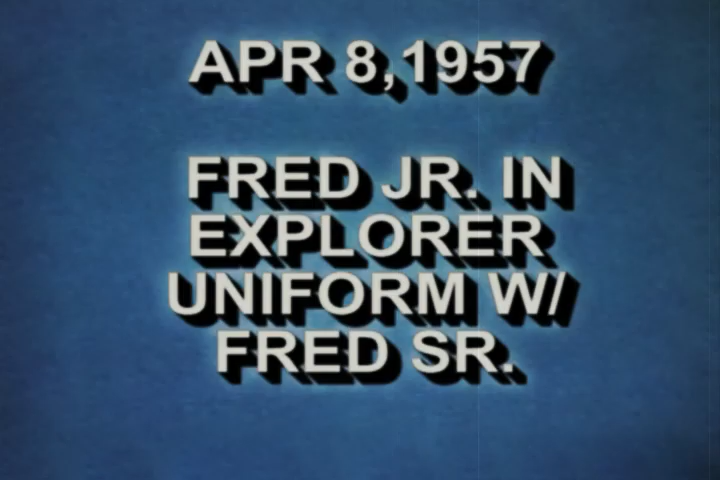 APR 8,1957
FRED JR. IN
EXPLORER
UNIFORM W/
FRED SR.